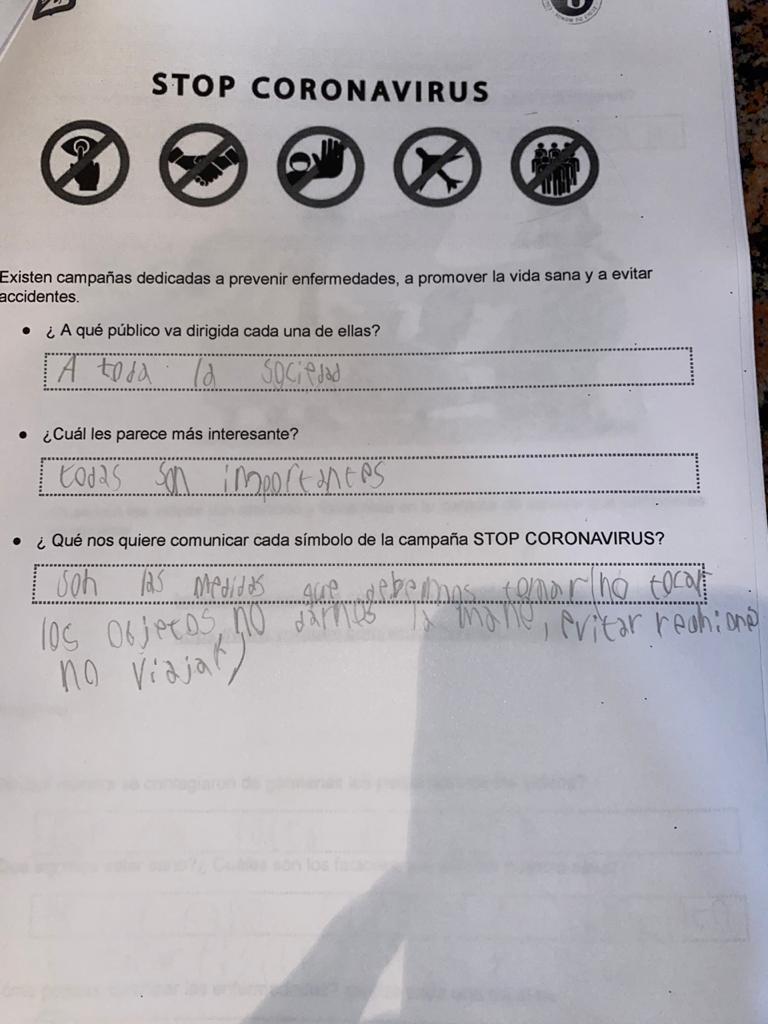 STOP CORONAVIRUS
Existen campañas dedicadas a prevenir enfermedades, a promover la vida sana y a evitar
accidentes.
• ¿ A qué público va dirigida cada una de ellas?
A toda la sociedad
• ¿Cuál les parece más interesante?
todas son importantes
• ¿ Qué nos quiere comunicar cada símbolo de la campaña STOP CORONAVIRUS?
son las medidas que debemos tomar (no tocar
los objetos, no darnos la mano, evitar reuniones
no viajar)